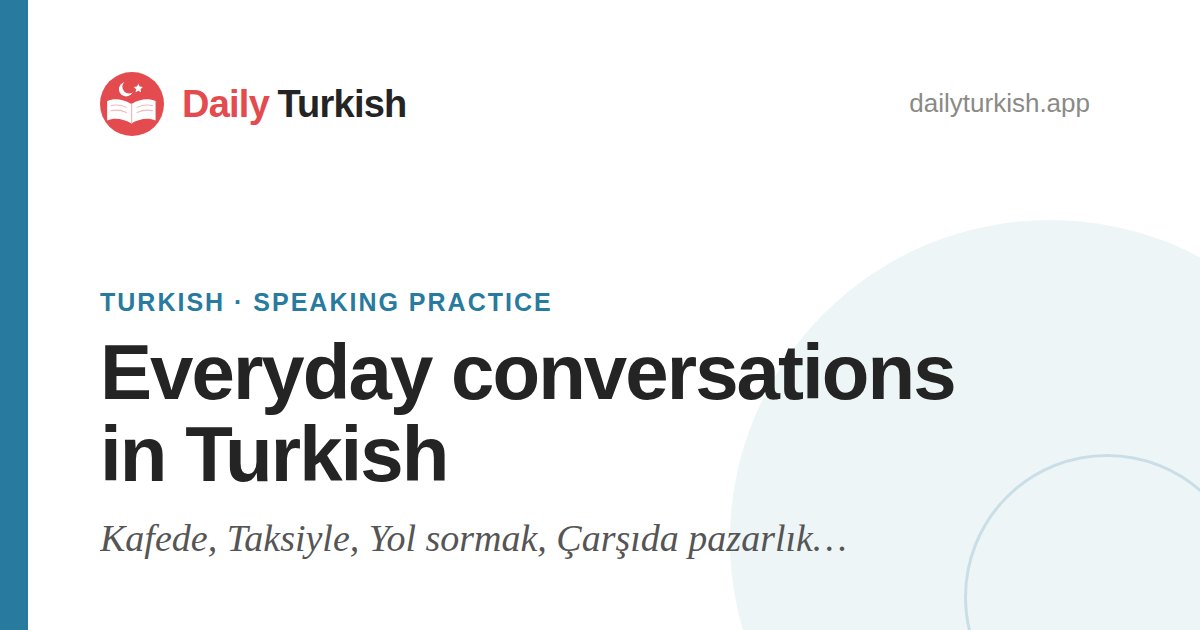 Daily Turkish
dailyturkish.app
TURKISH · SPEAKING PRACTICE
Everyday conversations
in Turkish
Kafede, Taksiyle, Yol sormak, Çarşıda pazarlık…